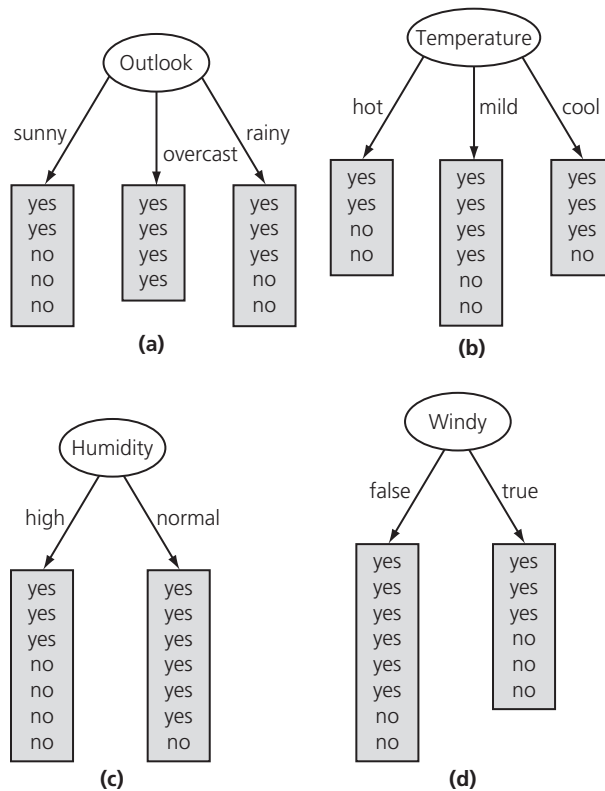 Outlook
sunny
overcast
rainy
yes
yes
no
no
no
yes
yes
yes
yes
yes
yes
yes
no
no
(a)
Temperature
hot
mild
cool
yes
yes
no
no
yes
yes
yes
yes
no
no
yes
yes
yes
no
(b)
Humidity
high
normal
yes
yes
yes
no
no
no
no
yes
yes
yes
yes
yes
yes
no
(c)
Windy
false
true
yes
yes
yes
yes
yes
yes
no
no
yes
yes
yes
no
no
no
(d)